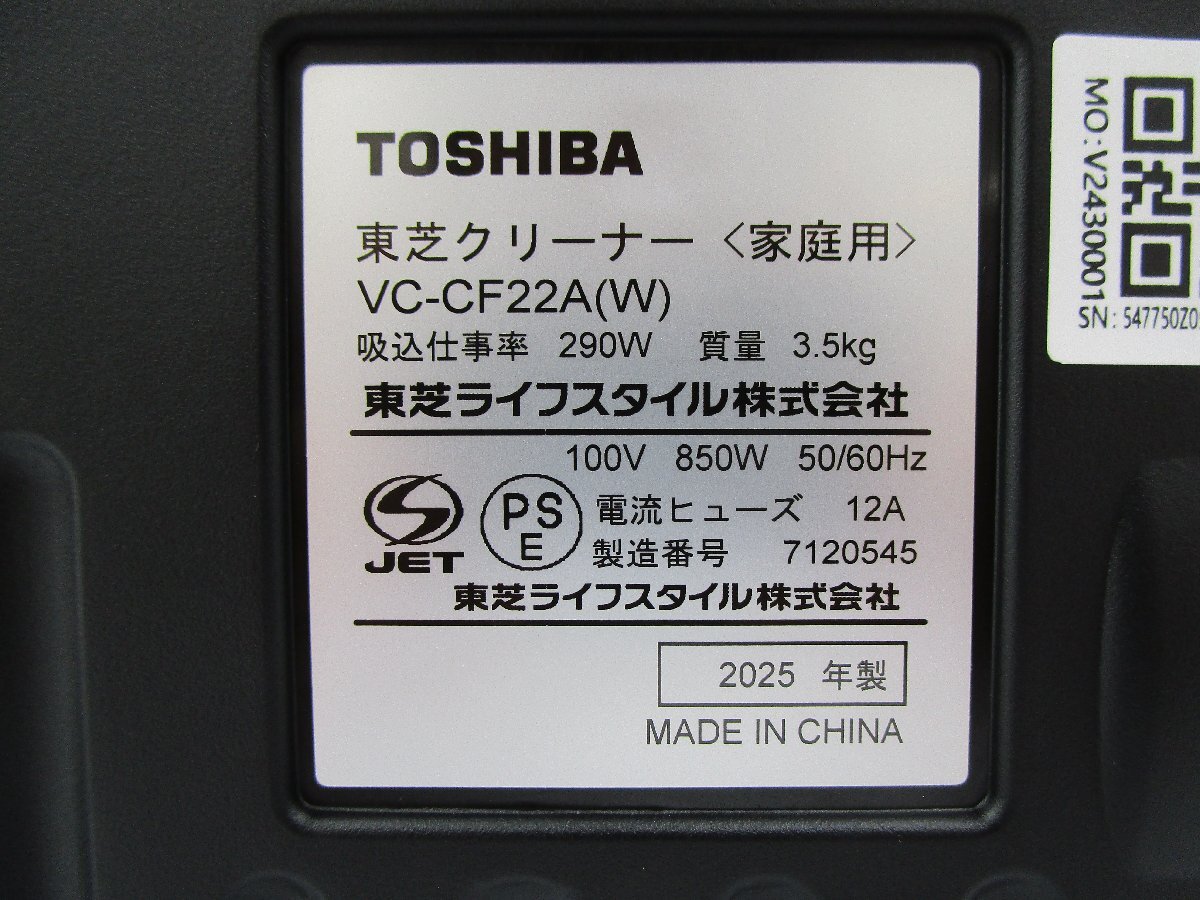 TOSHIBA
東芝クリーナー〈家庭用〉
VC-CF22A(W)
吸込仕事率 290W 質量 3.5kg
東芝ライフスタイル株式会社
100V 850W 50/60Hz
電流ヒューズ 12A
製造番号 7120545
JET
PS
E
東芝ライフスタイル株式会社
2025 年製
MADE IN CHINA
MO:V24300001
SN: 547750Z0